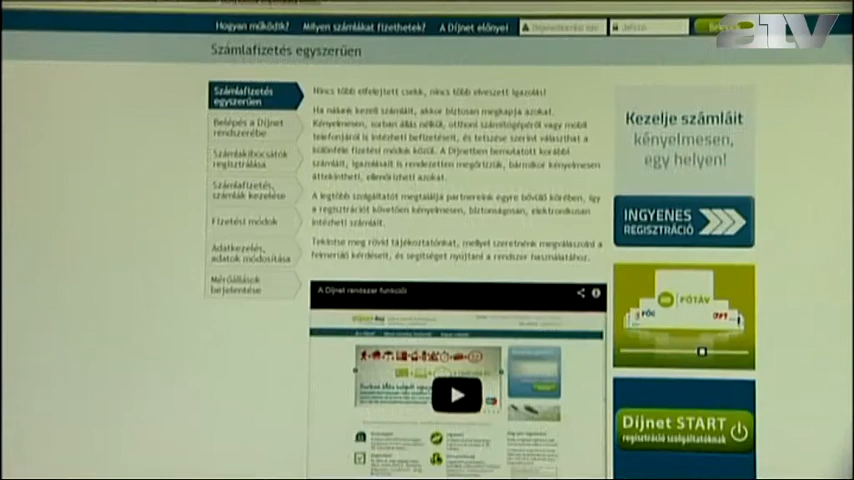 atv
Hogyan működik? Milyen számlákat fizethetek? A Díjnet előnyei
Számlafizetés egyszerűen
Számlafizetés
egyszerűen
Belépés a Díjnet
rendszerébe
Számlakibocsátók
regisztrálása
Számlafizetés,
számlák kezelése
Fizetési módok
Adatkezelés,
adatok módosítása
Mérőállások
bejelentése
Nincs több elfelejtett csekk, nincs több elveszett igazolás!
Ha nálunk kezeli számláit, akkor biztosan megkapja azokat.
Kényelmesen, sorban állás nélkül, otthoni számítógépéről vagy mobil
telefonjáról is intézheti befizetéseit, és tetszése szerint választhat a
különféle fizetési módok közül. A Díjnetben bemutatott korábbi
számláit, igazolásait is rendezetten megőrizzük, bármikor kényelmesen
áttekintheti, ellenőrizheti azokat.
A legtöbb szolgáltatót megtalálja partnereink egyre bővülő körében, így
a regisztrációt követően kényelmesen, biztonságosan, elektronikusan
intézheti számláit.
Tekintse meg rövid tájékoztatónkat, mellyel szeretnénk megválaszolni a
felmerülő kérdéseit, és segítséget nyújtani a rendszer használatához.
A Díjnet rendszer funkciói
Kezelje számláit
kényelmesen,
egy helyen!
INGYENES
REGISZTRÁCIÓ
FŐTÁV
Díjnet START
regisztráció szolgáltatóknak